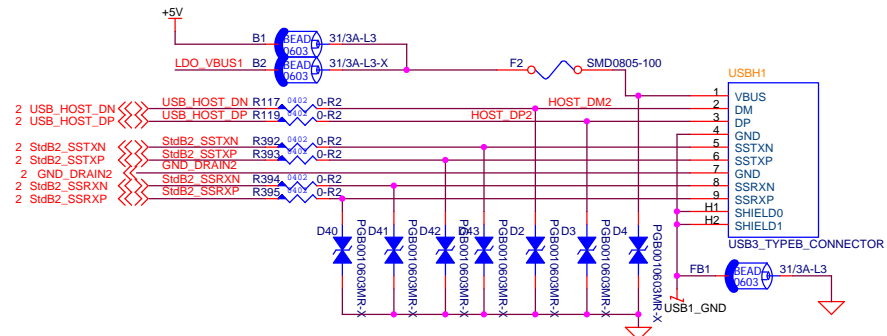 +5V
B1 BEAD 0603 31/3A-L3
LDO_VBUS1 B2 BEAD 0603 31/3A-L3-X
F2 SMD0805-100
USBH1
2 USB_HOST_DN USB_HOST_DN R117 0402 0-R2 HOST_DM2
2 USB_HOST_DP USB_HOST_DP R119 0402 0-R2 HOST_DP2
2 StdB2_SSTXN StdB2_SSTXN R392 0402 0-R2
2 StdB2_SSTXP StdB2_SSTXP R393 0402 0-R2
2 GND_DRAIN2 GND_DRAIN2
2 StdB2_SSRXN StdB2_SSRXN R394 0402 0-R2
2 StdB2_SSRXP StdB2_SSRXP R395 0402 0-R2
1 VBUS
2 DM
3 DP
4 GND
5 SSTXN
6 SSTXP
7 GND
8 SSRXN
9 SSRXP
H1 SHIELD0
H2 SHIELD1
USB3_TYPEB_CONNECTOR
D40 PGB0010603MR-X
D41 PGB0010603MR-X
D42 PGB0010603MR-X
D43 PGB0010603MR-X
D2 PGB0010603MR-X
D3 PGB0010603MR-X
D4 PGB0010603MR-X
FB1 BEAD 0603 31/3A-L3
USB1_GND